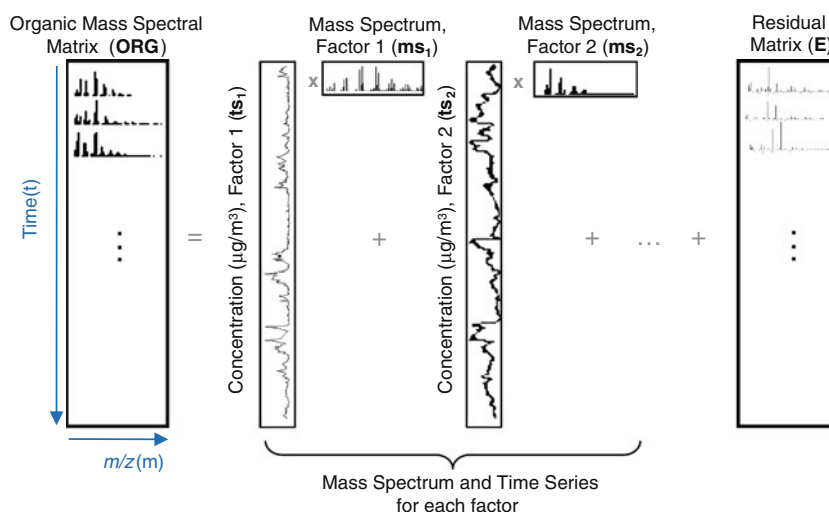 Organic Mass Spectral
Matrix (ORG)
Mass Spectrum,
Factor 1 (ms₁)
Mass Spectrum,
Factor 2 (ms₂)
Residual
Matrix (E)
Time(t)
=
Concentration (μg/m³), Factor 1 (ts₁)
x
+
Concentration (μg/m³), Factor 2 (ts₂)
x
+ ... +
m/z(m)
Mass Spectrum and Time Series
for each factor